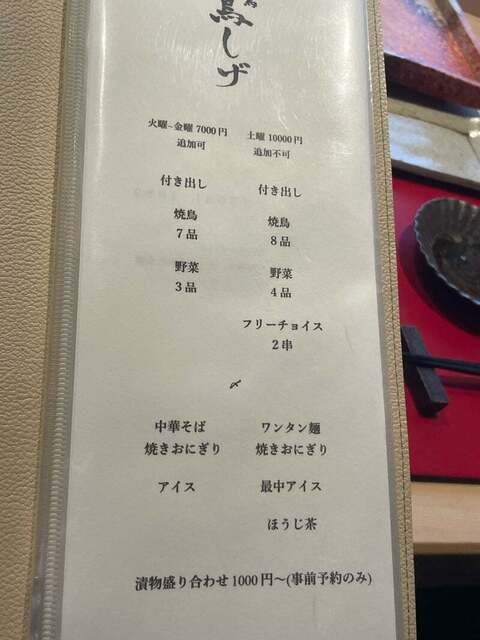 鳥しげ
火曜~金曜 7000円
追加可
付き出し
焼鳥
7品
野菜
3品
土曜 10000円
追加不可
付き出し
焼鳥
8品
野菜
4品
フリーチョイス
2串
〆
中華そば
焼きおにぎり
アイス
ワンタン麺
焼きおにぎり
最中アイス
ほうじ茶
漬物盛り合わせ1000円～(事前予約のみ)